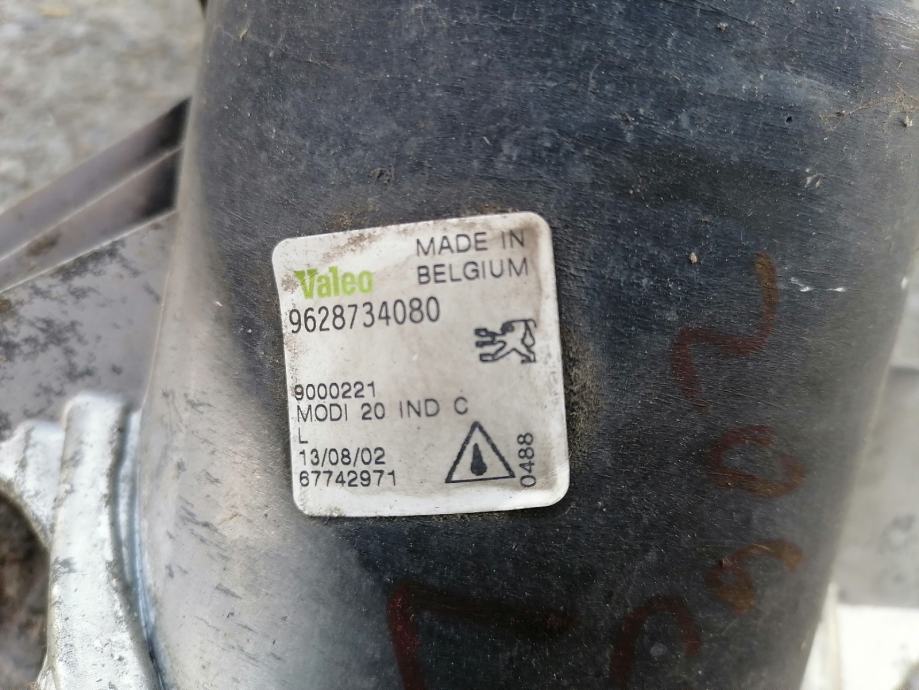 MADE IN
BELGIUM
Valeo
9628734080
9000221
MODI 20 IND C
L
13/08/02
67742971
0488